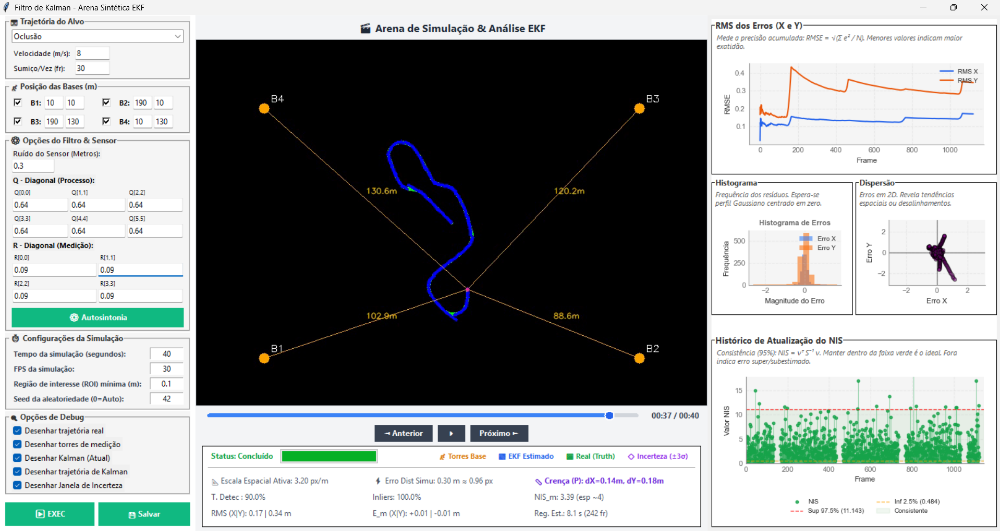 Filtro de Kalman - Arena Sintética EKF
Trajetória do Alvo
Oclusão
Velocidade (m/s): 8
Sumiço/Vez (fr): 30
Posição das Bases (m)
B1: 10 10 B2: 190 10
B3: 190 130 B4: 10 130
Opções do Filtro & Sensor
Ruído do Sensor (Metros):
0.3
Q - Diagonal (Processo):
Q[0,0] Q[1,1] Q[2,2]
0.64 0.64 0.64
Q[3,3] Q[4,4] Q[5,5]
0.64 0.64 0.64
R - Diagonal (Medição):
R[0,0] R[1,1]
0.09 0.09
R[2,2] R[3,3]
0.09 0.09
Autosintonia
Configurações da Simulação
Tempo da simulação (segundos): 40
FPS da simulação: 30
Região de interesse (ROI) mínima (m): 0.1
Seed da aleatoriedade (0=Auto): 42
Opções de Debug
Desenhar trajetória real
Desenhar torres de medição
Desenhar Kalman (Atual)
Desenhar trajetória de Kalman
Desenhar Janela de Incerteza
EXEC Salvar
Arena de Simulação & Análise EKF
B4 B3
130.6m 120.2m
102.9m 88.6m
B1 B2
00:37 / 00:40
Anterior Próximo
Status: Concluído Torres Base EKF Estimado Real (Truth) Incerteza (±3σ)
Escala Espacial Ativa: 3.20 px/m Erro Dist Simu: 0.30 m ≈ 0.96 px Crença (P): dX=0.14m, dY=0.18m
T. Detec : 90.0% Inliers: 100.0% NIS_m: 3.39 (esp ~4)
RMS (X|Y): 0.17 | 0.34 m E_m (X|Y): +0.01 | -0.01 m Reg. Est.: 8.1 s (242 fr)
RMS dos Erros (X e Y)
Mede a precisão acumulada: RMSE = √(Σ e² / N). Menores valores indicam maior
exatidão.
0.4 RMS X
RMS Y
0.3
RMSE
0.2
0.1
0 200 400 600 800 1000
Frame
Histograma
Frequência dos resíduos. Espera-se
perfil Gaussiano centrado em zero.
Histograma de Erros
Erro X
Erro Y
Frequência
500
250
0
−2 0
Magnitude do Erro
Dispersão
Erros em 2D. Revela tendências
espaciais ou desalinhamentos.
Erro Y
2
0
−2
−2 0 2
Erro X
Histórico de Atualização do NIS
Consistência (95%): NIS = νᵀ S⁻¹ ν. Manter dentro da faixa verde é o ideal. Fora
indica erro super/subestimado.
Valor NIS
15
10
5
0
0 200 400 600 800 1000
Frame
NIS Inf 2.5% (0.484)
Sup 97.5% (11.143) Consistente